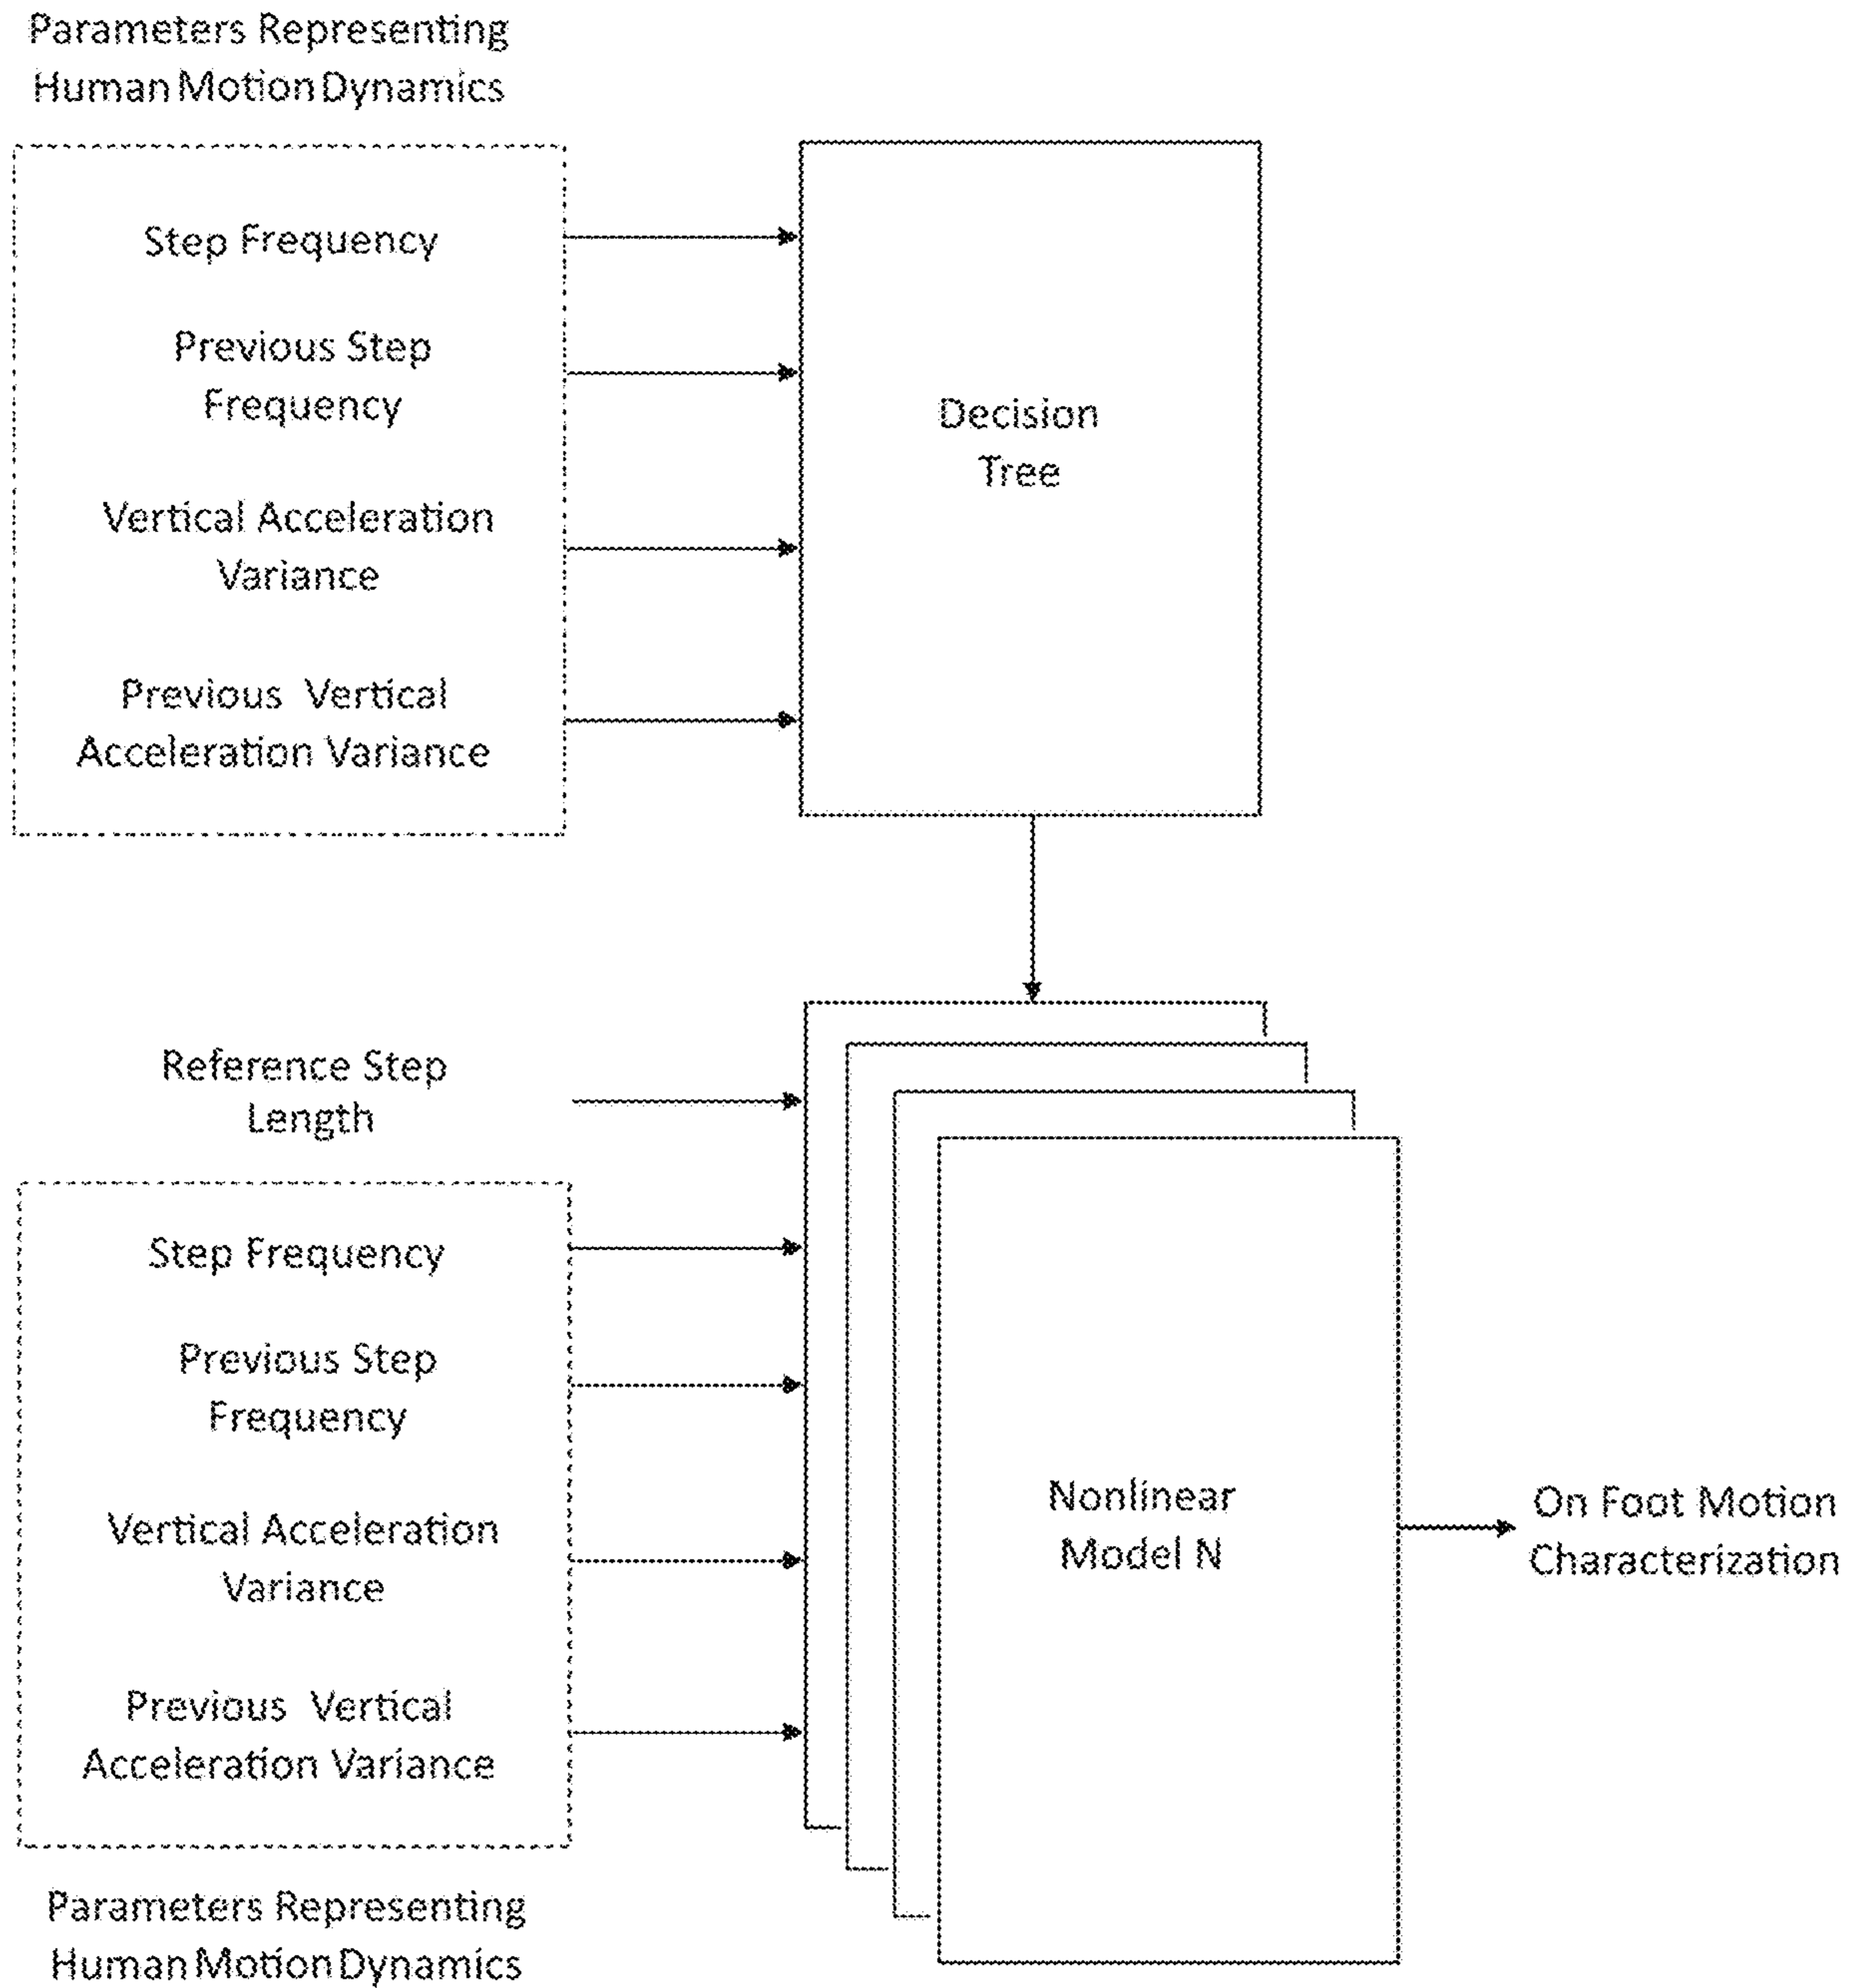 Parameters Representing
Human Motion Dynamics
Step Frequency
Previous Step
Frequency
Vertical Acceleration
Variance
Previous Vertical
Acceleration Variance
Decision
Tree
Reference Step
Length
Step Frequency
Previous Step
Frequency
Vertical Acceleration
Variance
Previous Vertical
Acceleration Variance
Parameters Representing
Human Motion Dynamics
Nonlinear
Model N
On Foot Motion
Characterization